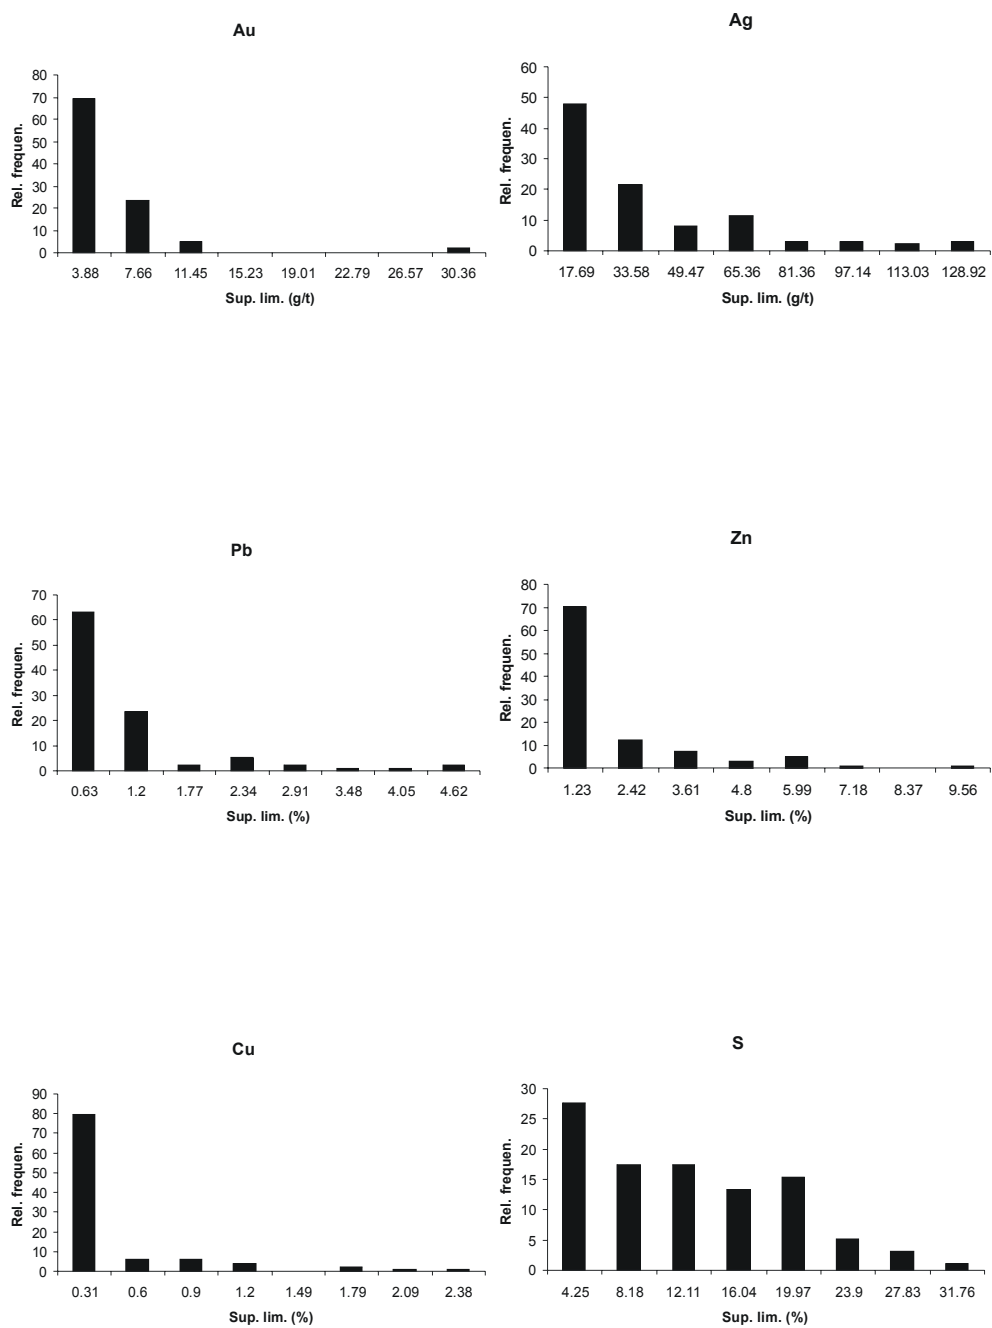 Au
80
70
60
50
40
30
20
10
0
Rel. frequen.
3.88 7.66 11.45 15.23 19.01 22.79 26.57 30.36
Sup. lim. (g/t)
Ag
60
50
40
30
20
10
0
Rel. frequen.
17.69 33.58 49.47 65.36 81.36 97.14 113.03 128.92
Sup. lim. (g/t)
Pb
70
60
50
40
30
20
10
0
Rel. frequen.
0.63 1.2 1.77 2.34 2.91 3.48 4.05 4.62
Sup. lim. (%)
Zn
80
70
60
50
40
30
20
10
0
Rel. frequen.
1.23 2.42 3.61 4.8 5.99 7.18 8.37 9.56
Sup. lim. (%)
Cu
90
80
70
60
50
40
30
20
10
0
Rel. frequen.
0.31 0.6 0.9 1.2 1.49 1.79 2.09 2.38
Sup. lim. (%)
S
30
25
20
15
10
5
0
Rel. frequen.
4.25 8.18 12.11 16.04 19.97 23.9 27.83 31.76
Sup. lim. (%)